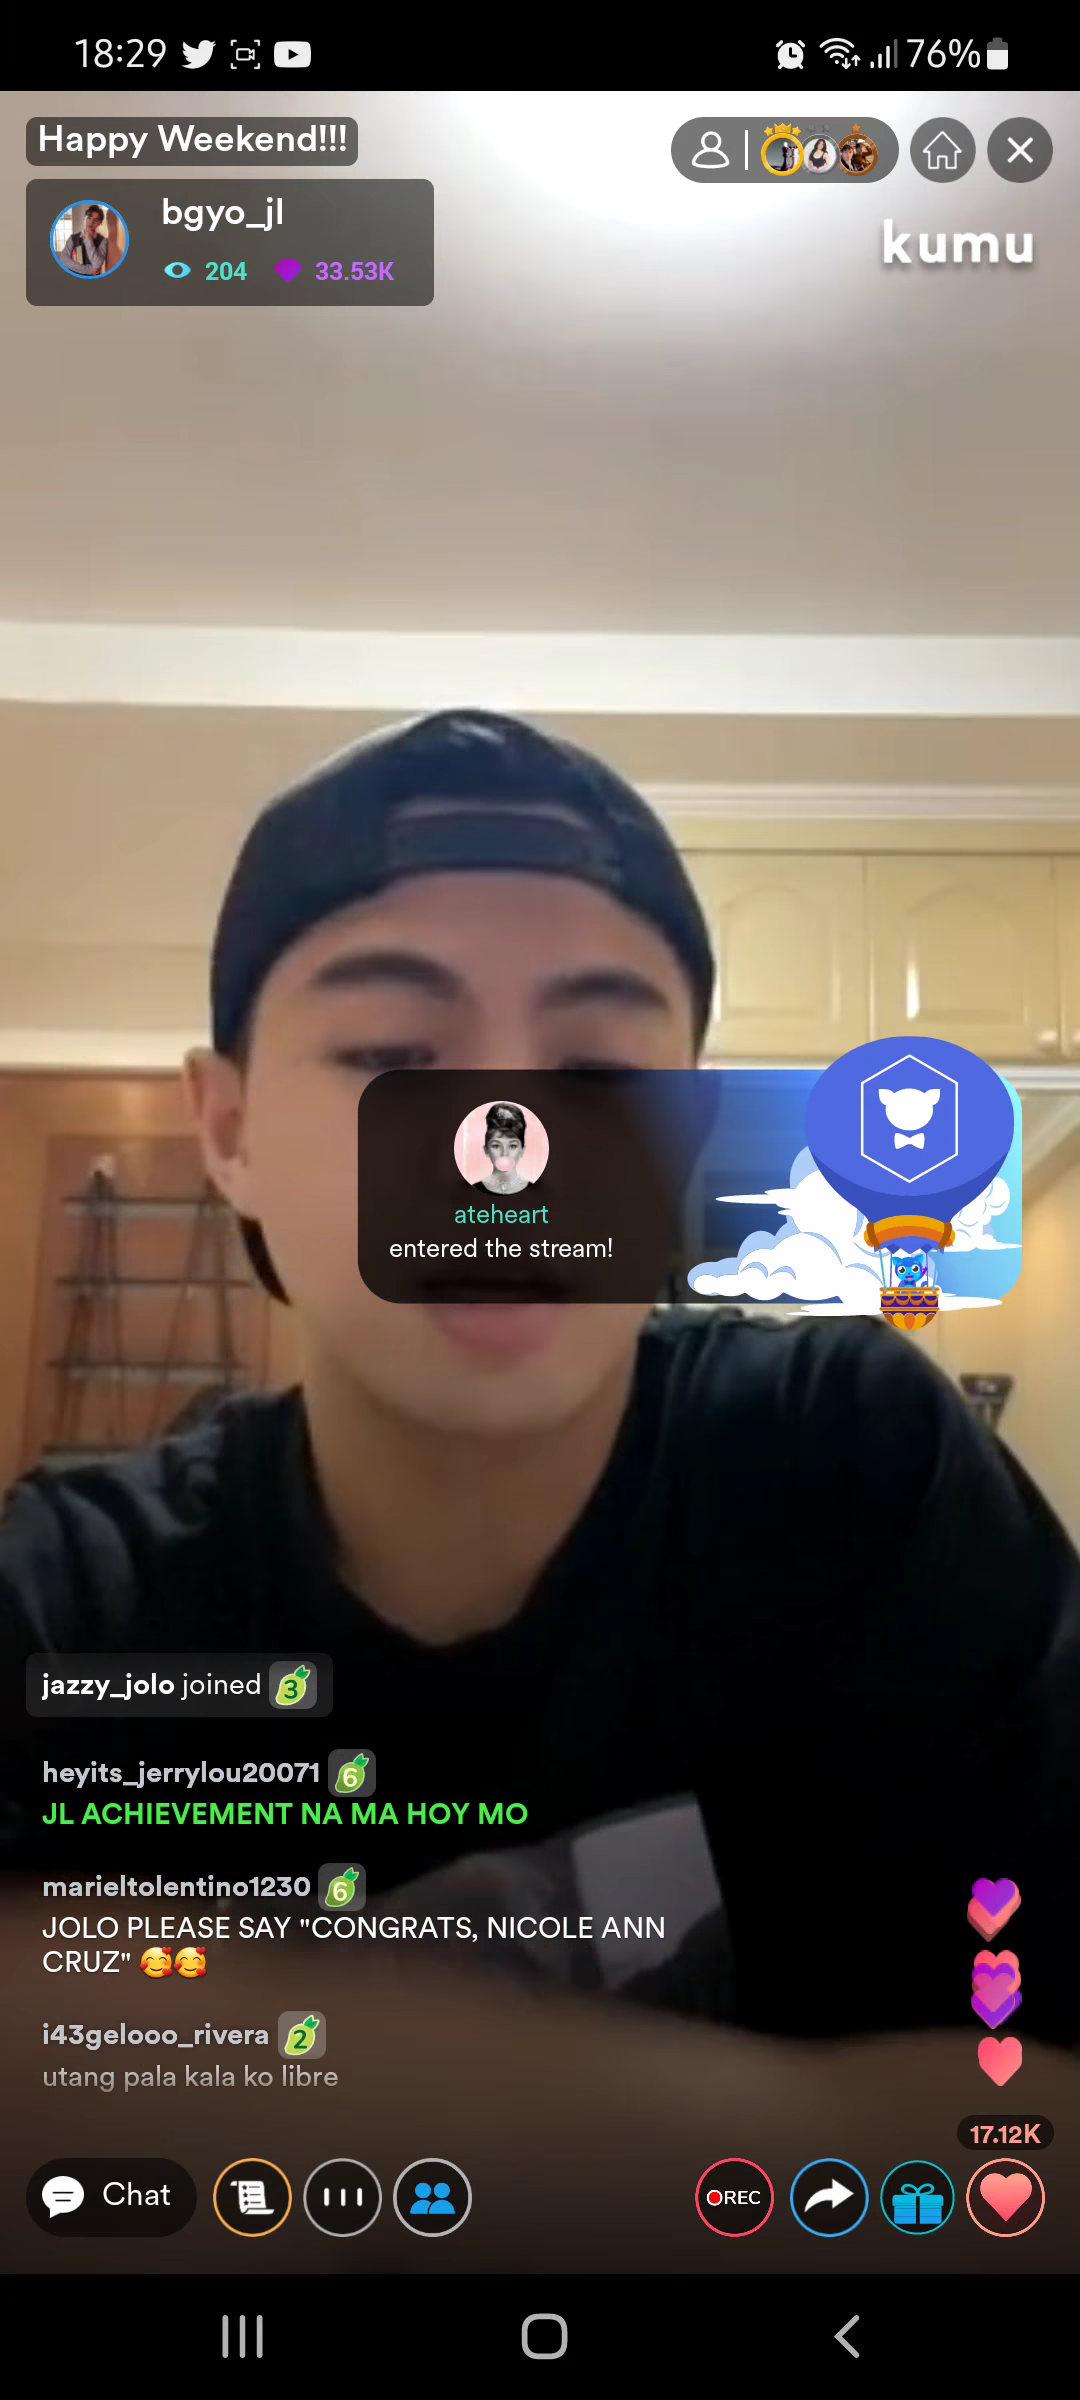 18:29
76%
Happy Weekend!!!
bgyo_jl
204 33.53K
kumu
ateheart
entered the stream!
jazzy_jolo joined 3
heyits_jerrylou20071 6
JL ACHIEVEMENT NA MA HOY MO
marieltolentino1230 6
JOLO PLEASE SAY "CONGRATS, NICOLE ANN
CRUZ" 🥰🥰
i43gelooo_rivera 2
utang pala kala ko libre
17.12K
Chat
REC